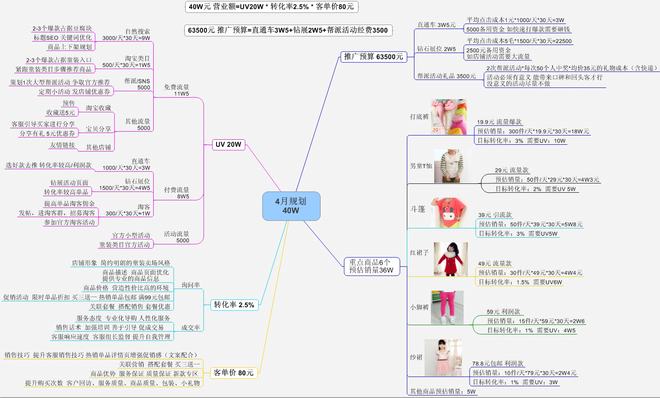 40W元 营业额=UV20W * 转化率2.5% * 客单价80元
63500元 推广预算=直通车3W5+钻展2W5+帮派活动经费3500
4月规划
40W
UV 20W
免费流量
11W5
自然搜索
3000/天*30天=9W
2-3个爆款占据豆腐块
标题SEO 关键词优化
商品上下架规划
淘宝类目
500/天*30天=1W5
2-3个爆款占据童装入口
紧跟童装类目步骤推荐商品
帮派/SNS
5000
策划1次大型帮派活动 争取官方推荐
定期小活动 发店铺优惠券
其他流量
5000
淘宝收藏
预售
收藏送5元
宝贝分享
客服引导买家进行分享
分享有礼 5元优惠券
其他店铺
友情链接
付费流量
8W5
直通车
1000/天*30天=3W
选好款去推 转化率较高/利润款
钻石展位
1500/天*30天=4W5
钻展活动页面
转化率较高单品
淘宝客
300/天*30天=1W
提高单品淘客佣金
发帖，进淘客群，招募淘客
参加官方淘客活动
活动流量
5000
官方小型活动
童装类目官方活动
转化率 2.5%
询问率
店铺形象 简约明朗的童装卖场风格
商品描述 商品页面优化
提供专业的商品信息
商品价格 营造性价比高的环境
促销活动 限时单品折扣 买三送一 热销单品包邮 满99元包邮
关联套餐 搭配销售 套餐优惠
成交率
服务态度 专业化导购 人性化服务
销售话术 加强培训 善于引导 促成交易
客服响应速度 客服组长监督 提升自我管理
客单价 80元
销售技巧 提升客服销售技巧 热销单品详情页增强促销感（文案配合）
关联营销 搭配套餐 买三送一
商品优势 服务保证 质量保证 新款专区
提升购买次数 客户回访、服务质量、商品质量、包装、小礼物
推广预算 63500元
直通车 3W5元
平均点击成本1元*1000/天*30天=3W
5000备用资金 如快速打爆款需要砸钱
钻石展位 2W5
平均点击成本5毛*1500/天*30天=22500
2500元备用资金
如店铺活动需要大流量
帮派活动礼品 3500元
2次帮派活动*每次50个人中奖*均价35元的礼物成本（含快递）
活动必须有意义 能带来口碑和回头客才行
没意义的活动尽量不做
重点商品6个
预估销量36W
打底裤
19.9元 流量爆款
预估销量：300件/天*19.9元*30天=18W元
目标转化率：3% 需要UV：10W
男童T恤
29元 流量款
预估销量：50件/天*29元*30天=4W3元
目标转化率：2% 需要UV 5W
斗篷
39元 引流款
预估销量：50件/天*39元*30天=5W8元
目标转化率：3% 需要UV5W
红裙子
49元 流量款
预估销量：30件/天*49元*30天=4W4元
目标转化率：1.5% 需要UV6W
小脚裤
59元 利润款
预估销量：15件/天*59元*30天=2W6
目标转化率：1% 需要UV：4W5
纱裙
78.8元包邮 利润款
预估销量：10件/天*79元*30天=2W4元
目标转化率：1% 需要UV：3W
其他商品预估销量：5W